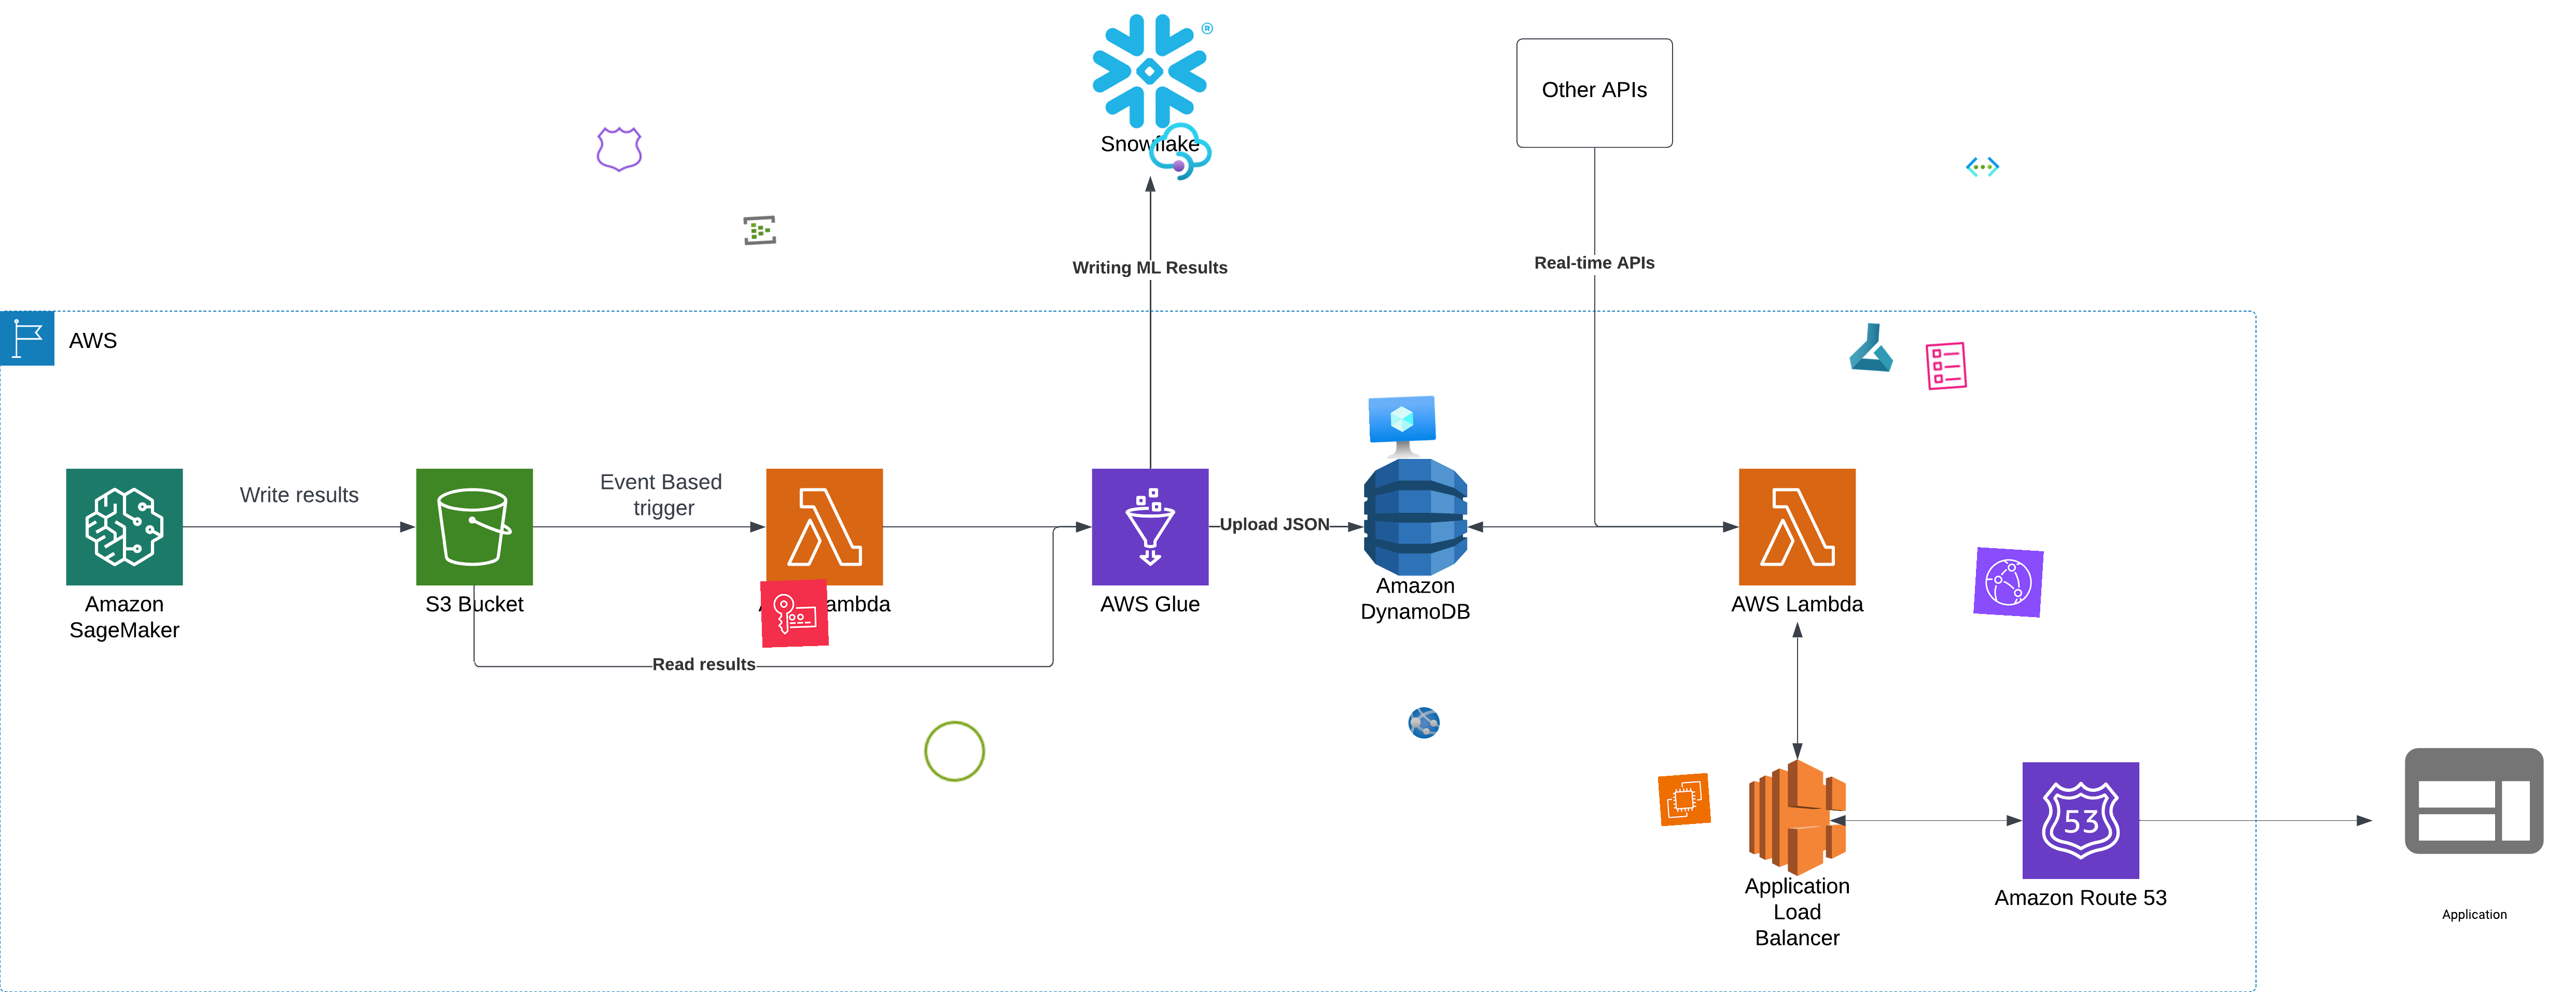 ®
Snowflake
Other APIs
Writing ML Results
Real-time APIs
AWS
Write results
Event Based
trigger
Upload JSON
Amazon
SageMaker
S3 Bucket
ambda
AWS Glue
Amazon
DynamoDB
AWS Lambda
Read results
53
Application
Load
Balancer
Amazon Route 53
Application